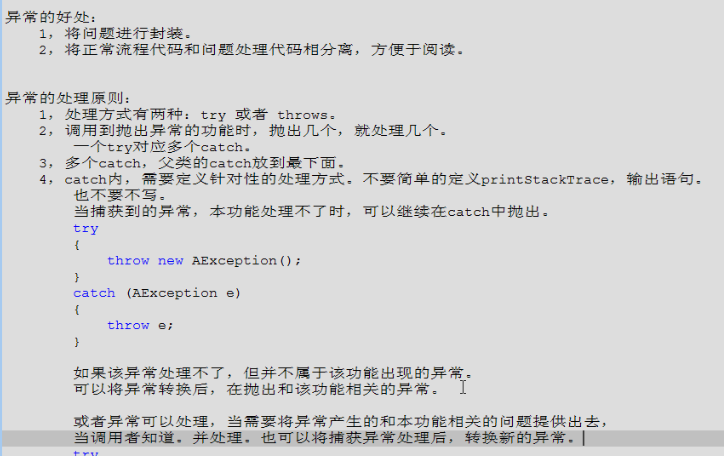 异常的好处：
1，将问题进行封装。
2，将正常流程代码和问题处理代码相分离，方便于阅读。
异常的处理原则：
1，处理方式有两种：try 或者 throws。
2，调用到抛出异常的功能时，抛出几个，就处理几个。
一个try对应多个catch。
3，多个catch，父类的catch放到最下面。
4，catch内，需要定义针对性的处理方式。不要简单的定义printStackTrace，输出语句。
也不要不写。
当捕获到的异常，本功能处理不了时，可以继续在catch中抛出。
try
{
throw new AException();
}
catch (AException e)
{
throw e;
}
如果该异常处理不了，但并不属于该功能出现的异常。
可以将异常转换后，在抛出和该功能相关的异常。
或者异常可以处理，当需要将异常产生的和本功能相关的问题提供出去，
当调用者知道。并处理。也可以将捕获异常处理后，转换新的异常。
try